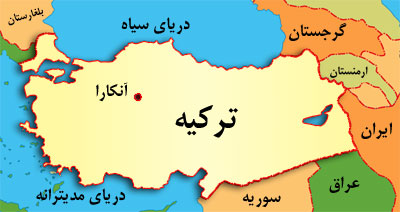 بلغارستان
دریای سیاه
گرجستان
ارمنستان
آنکارا
ترکیه
ایران
عراق
سوریه
دریای مدیترانه